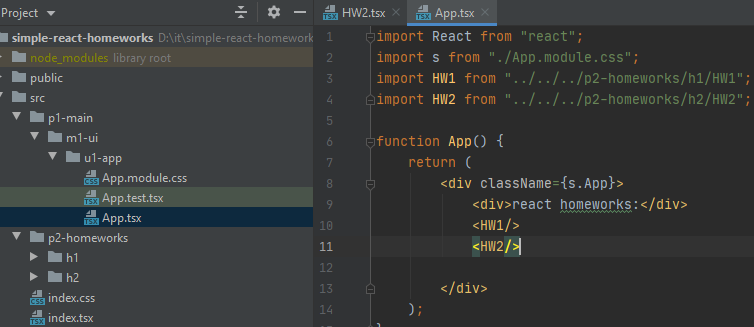 Project
simple-react-homeworks D:\it\simple-react-homework
node_modules library root
public
src
p1-main
m1-ui
u1-app
App.module.css
App.test.tsx
App.tsx
p2-homeworks
h1
h2
index.css
index.tsx
HW2.tsx
App.tsx
1 import React from "react";
2 import s from "./App.module.css";
3 import HW1 from "../../../p2-homeworks/h1/HW1";
4 import HW2 from "../../../p2-homeworks/h2/HW2";
5
6 function App() {
7 return (
8 <div className={s.App}>
9 <div>react homeworks:</div>
10 <HW1/>
11 <HW2/>
12
13 </div>
14 );